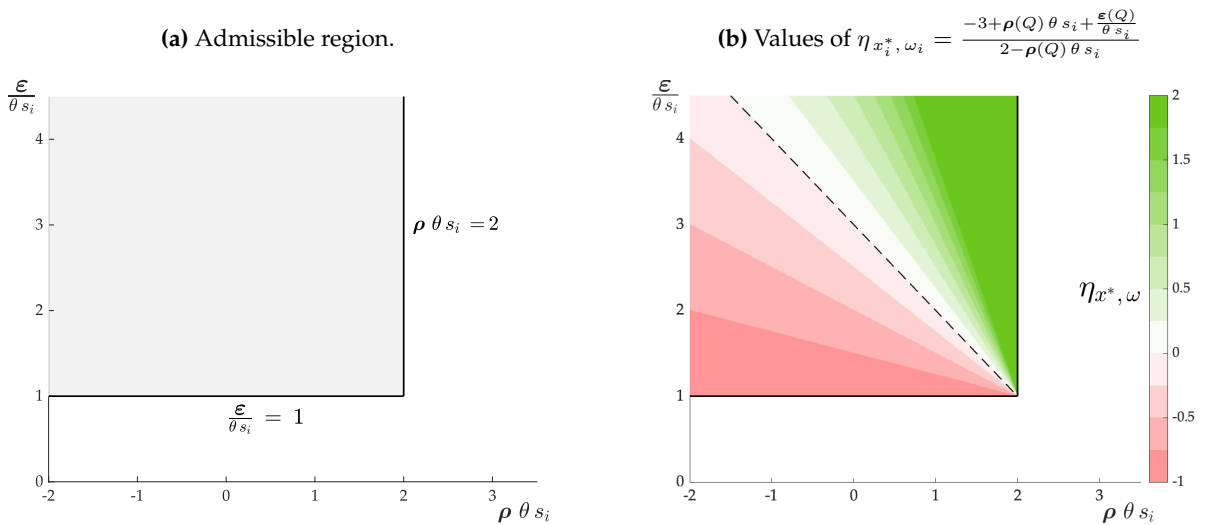 (a) Admissible region.
ε/(θ s_i)
4
3
2
1
0
-2 -1 0 1 2 3
ρ θ s_i
ρ θ s_i = 2
ε/(θ s_i) = 1
(b) Values of η_{x_i^*, ω_i} = (−3+ρ(Q) θ s_i + ε(Q)/(θ s_i))/(2−ρ(Q) θ s_i)
ε/(θ s_i)
4
3
2
1
0
-2 -1 0 1 2 3
ρ θ s_i
η_{x^*, ω}
2
1.5
1
0.5
0
-0.5
-1